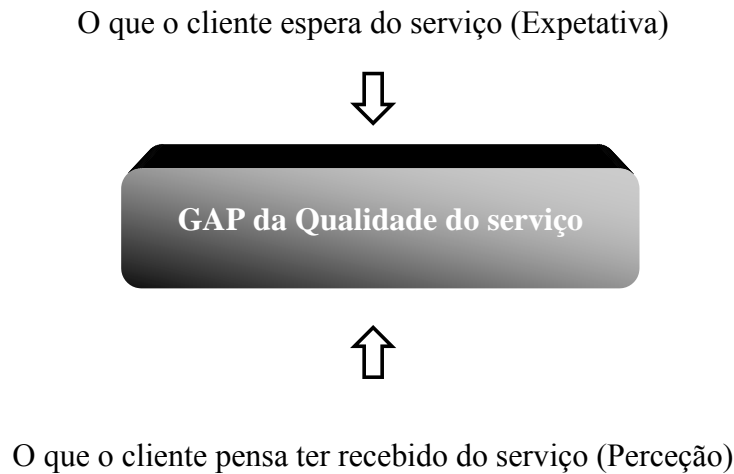 O que o cliente espera do serviço (Expetativa)
GAP da Qualidade do serviço
O que o cliente pensa ter recebido do serviço (Perceção)